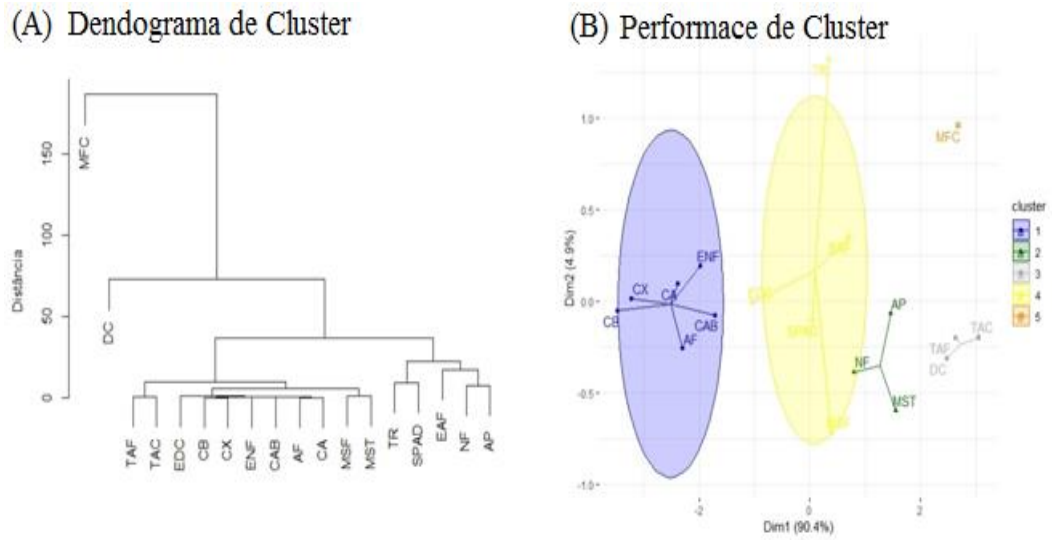 (A) Dendograma de Cluster
(B) Performace de Cluster
Distância
150
100
50
0
MFC
DC
TAF
TAC
EDC
CB
CX
ENF
CAB
AF
CA
MSF
MST
TR
SPAD
EAF
NF
AP
Dim2 (4.9%)
1.0
0.5
0.0
-0.5
-1.0
TR
MFC
ENF
CX
CA
CB
CAB
AF
SPAD
AP
NF
MST
TAC
TAF
DC
-2
0
2
Dim1 (90.4%)
cluster
1
2
3
4
5